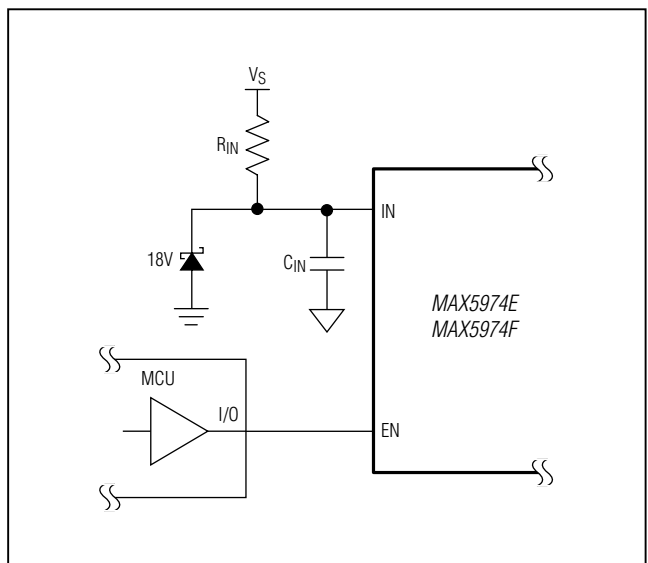 VS
RIN
IN
18V
CIN
MAX5974E
MAX5974F
MCU
I/O
EN